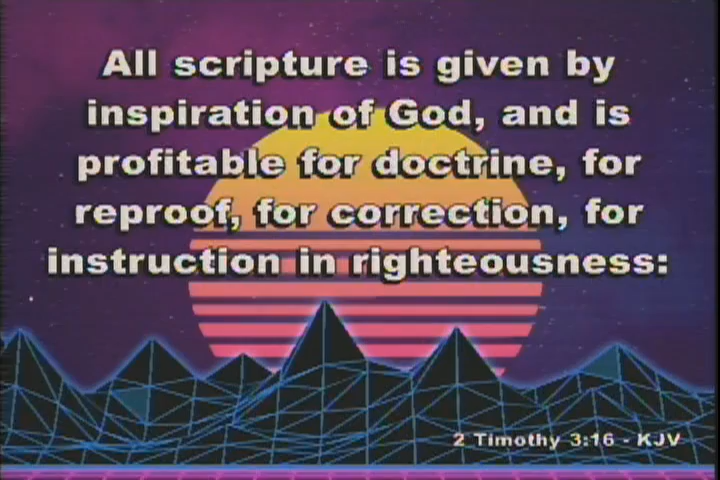 All scripture is given by
inspiration of God, and is
profitable for doctrine, for
reproof, for correction, for
instruction in righteousness:
2 Timothy 3:16 - KJV